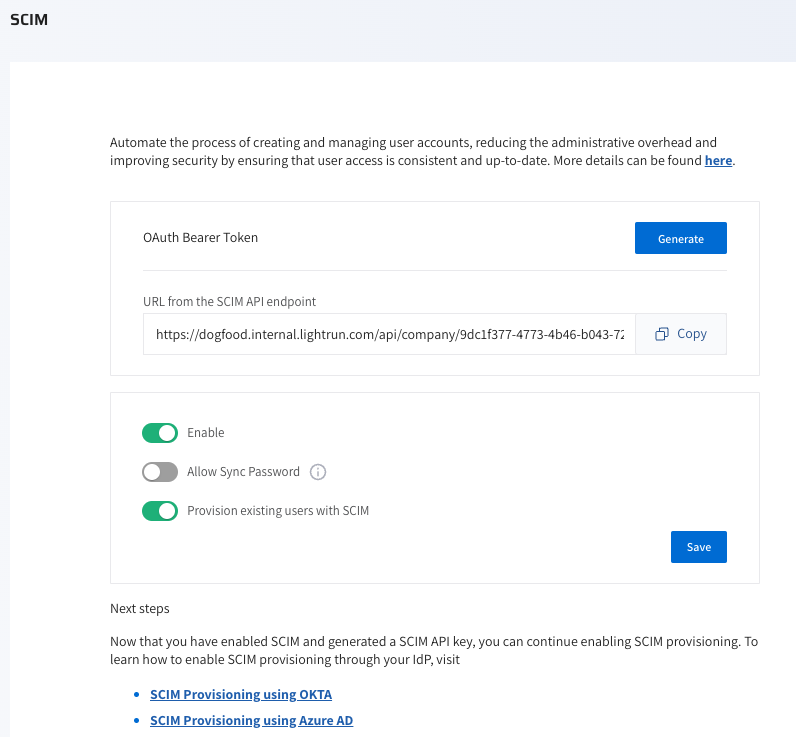 SCIM
Automate the process of creating and managing user accounts, reducing the administrative overhead and
improving security by ensuring that user access is consistent and up-to-date. More details can be found here.
OAuth Bearer Token
Generate
URL from the SCIM API endpoint
https://dogfood.internal.lightrun.com/api/company/9dc1f377-4773-4b46-b043-72
Copy
Enable
Allow Sync Password
Provision existing users with SCIM
Save
Next steps
Now that you have enabled SCIM and generated a SCIM API key, you can continue enabling SCIM provisioning. To
learn how to enable SCIM provisioning through your IdP, visit
SCIM Provisioning using OKTA
SCIM Provisioning using Azure AD